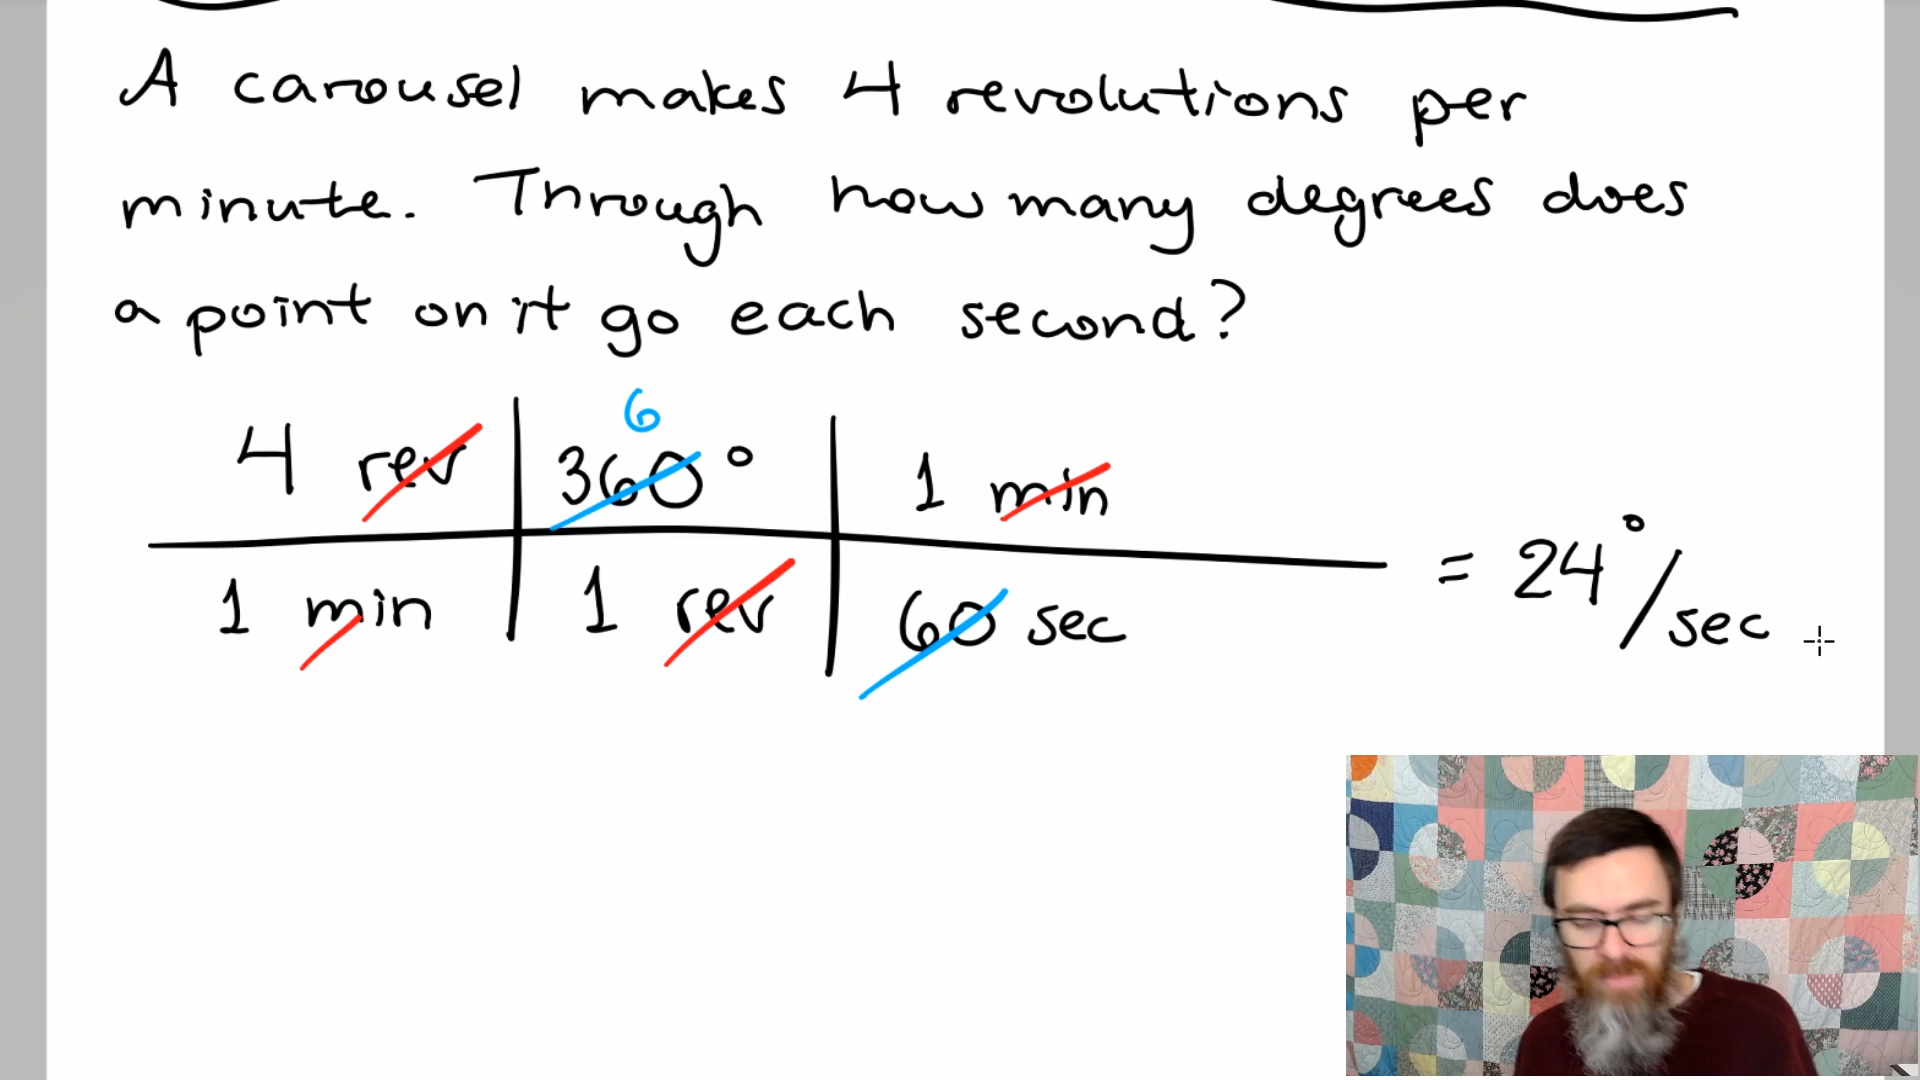 A carousel makes 4 revolutions per
minute. Through how many degrees does
a point on it go each second?
6
4 rev | 360° | 1 min
1 min | 1 rev | 60 sec
= 24°/sec